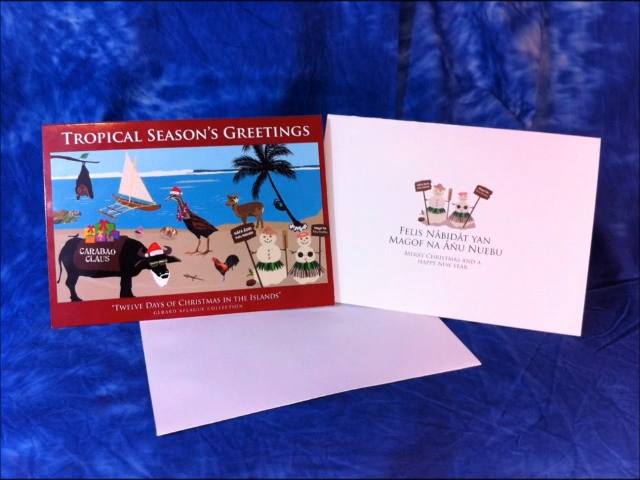 TROPICAL SEASON'S GREETINGS
CARABAO
CLAUS
"TWELVE DAYS OF CHRISTMAS IN THE ISLANDS"
GERARD AFLAGUE COLLECTION
FELIS NÅBIDÅT YAN
MAGOF NA ÅÑU NUEBU
MERRY CHRISTMAS AND A
HAPPY NEW YEAR